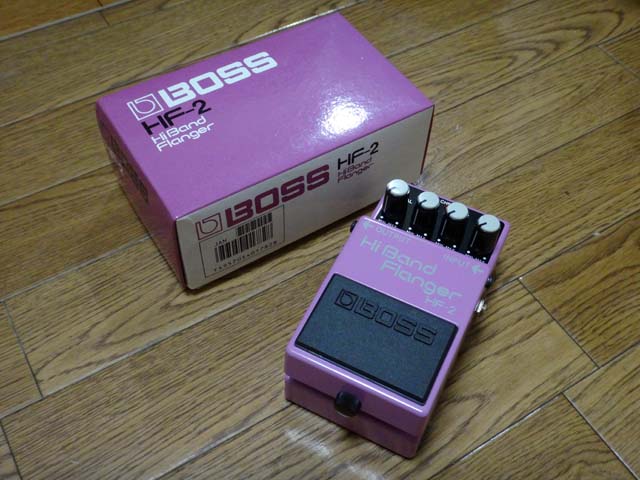 BOSS
HF-2
Hi Band
Flanger
BOSS
HF-2
Hi Band
Flanger
JAN
OUTPUT
INPUT
Hi Band
Flanger
HF-2
BOSS